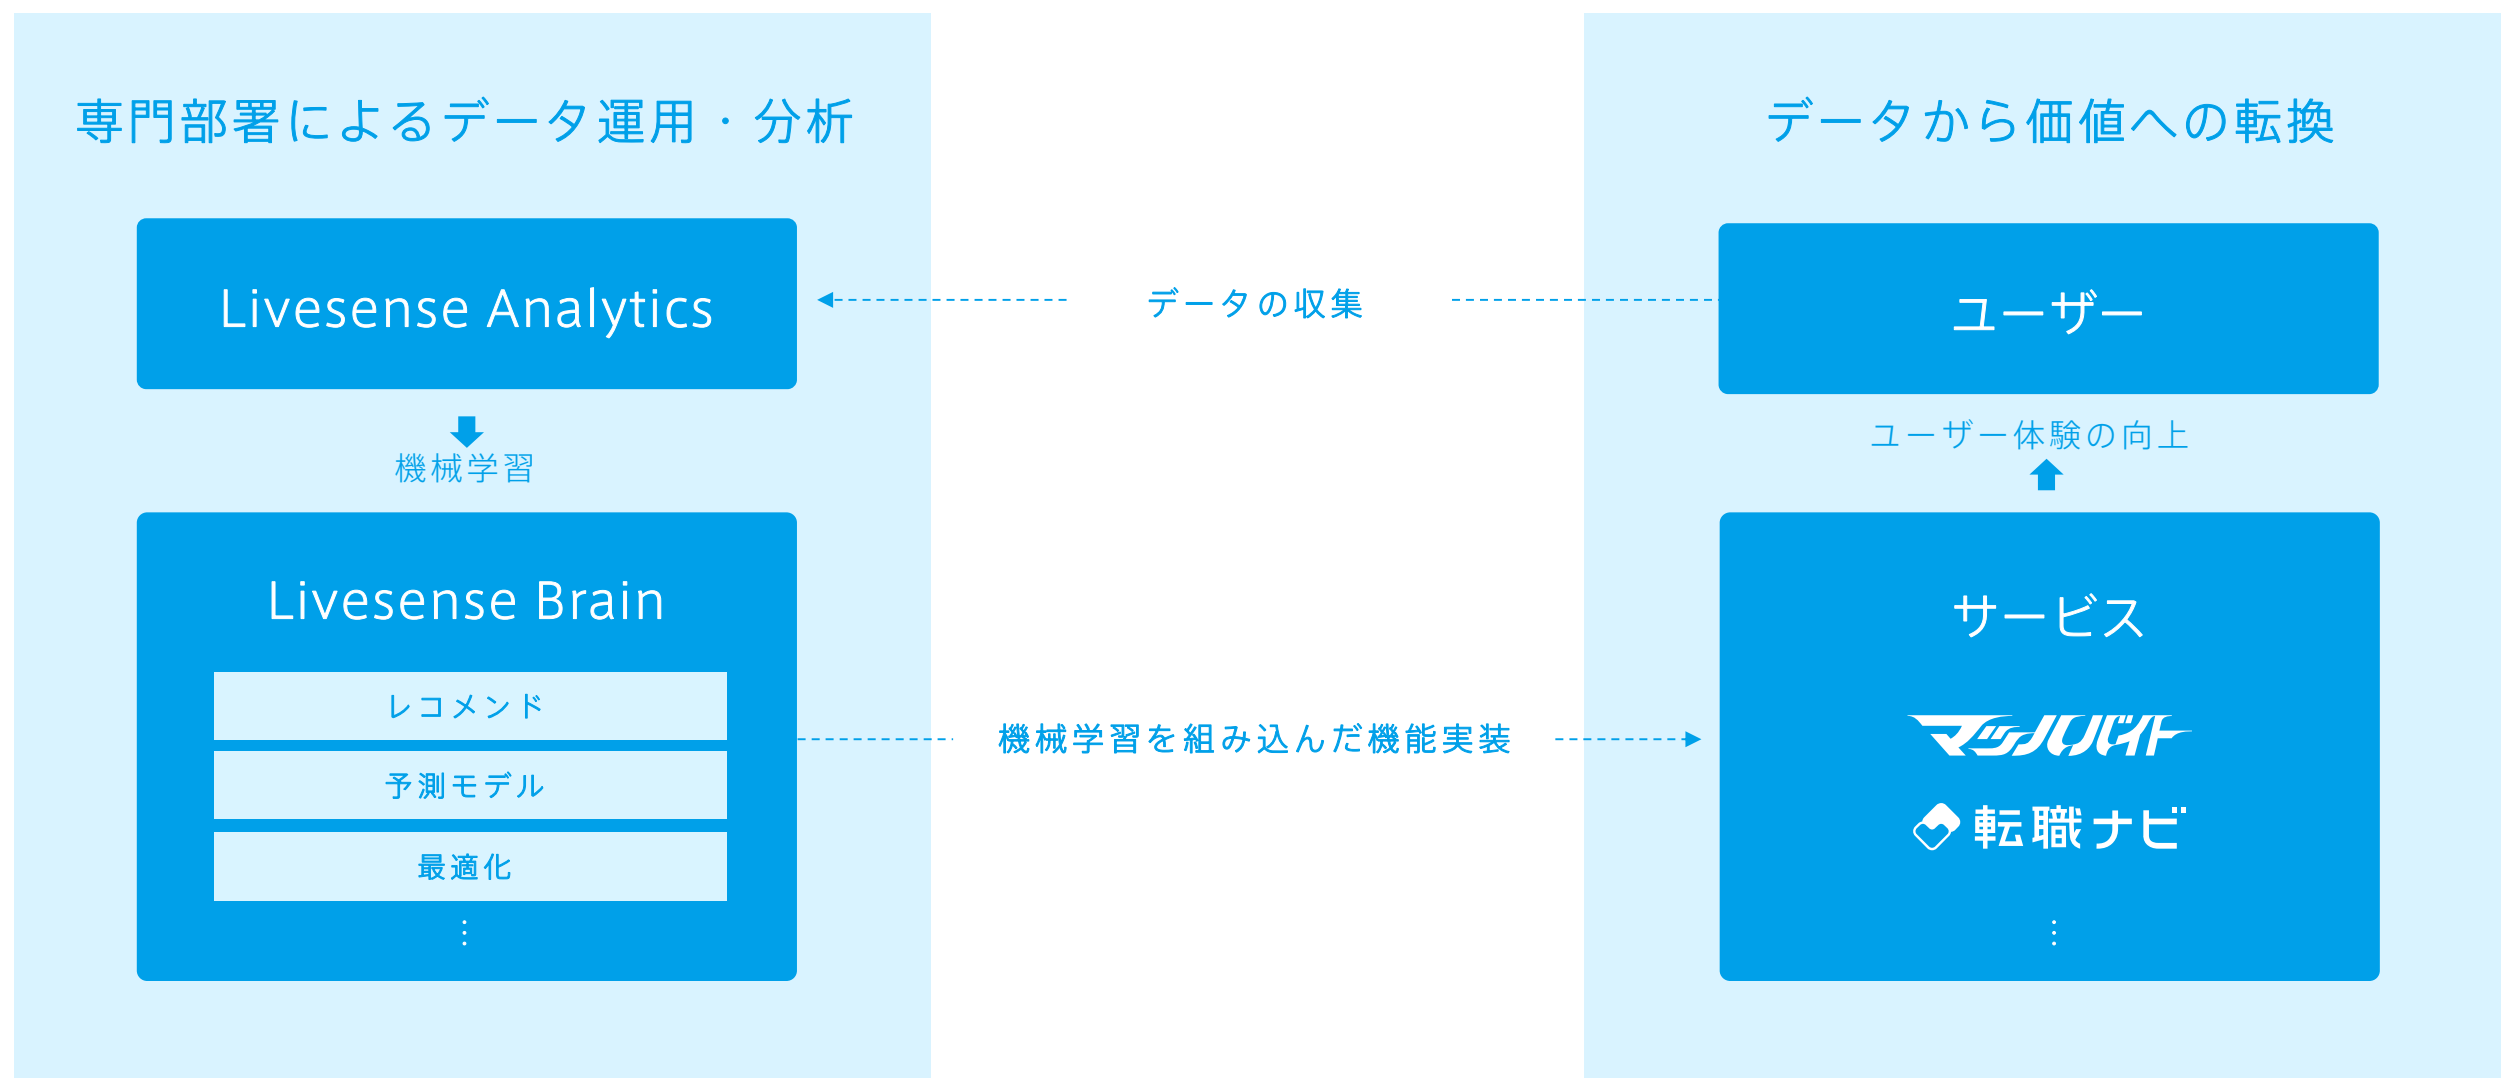 専門部署によるデータ運用・分析
Livesense Analytics
機械学習
Livesense Brain
レコメンド
予測モデル
最適化
⋮
データの収集
機械学習を組み込んだ機能実装
データから価値への転換
ユーザー
ユーザー体験の向上
サービス
マッハバイト
転職ナビ
⋮